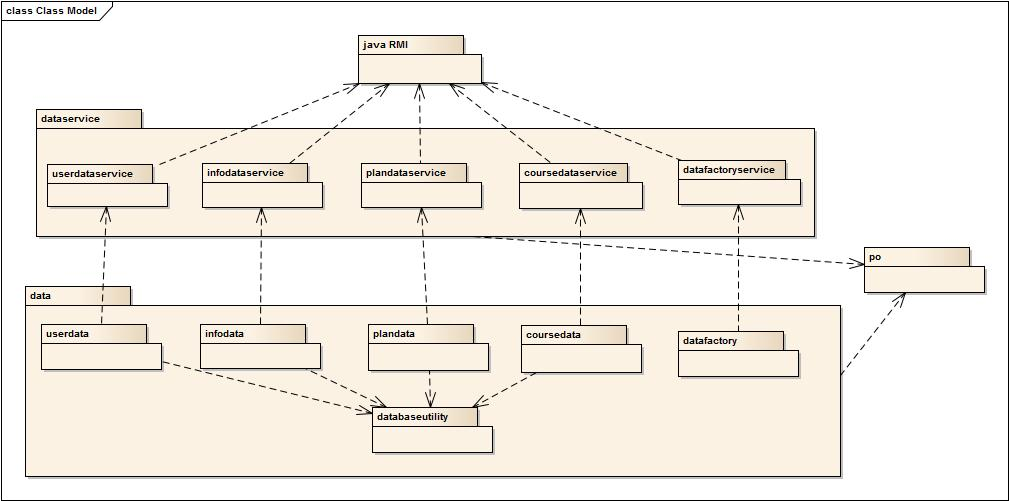 class Class Model
java RMI
dataservice
userdataservice
infodataservice
plandataservice
coursedataservice
datafactoryservice
po
data
userdata
infodata
plandata
coursedata
datafactory
databaseutility